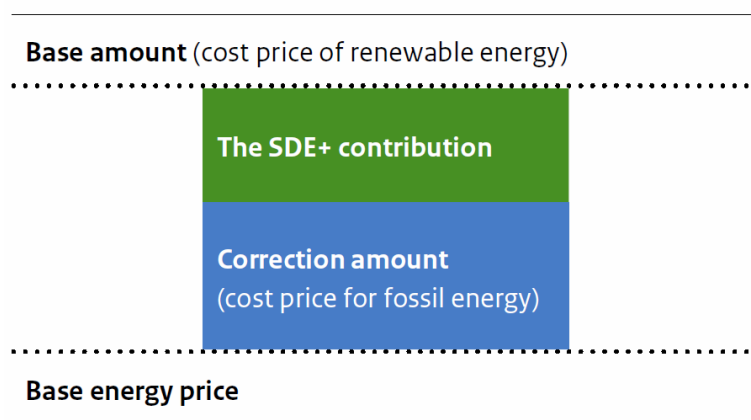 Base amount (cost price of renewable energy)
The SDE+ contribution
Correction amount
(cost price for fossil energy)
Base energy price